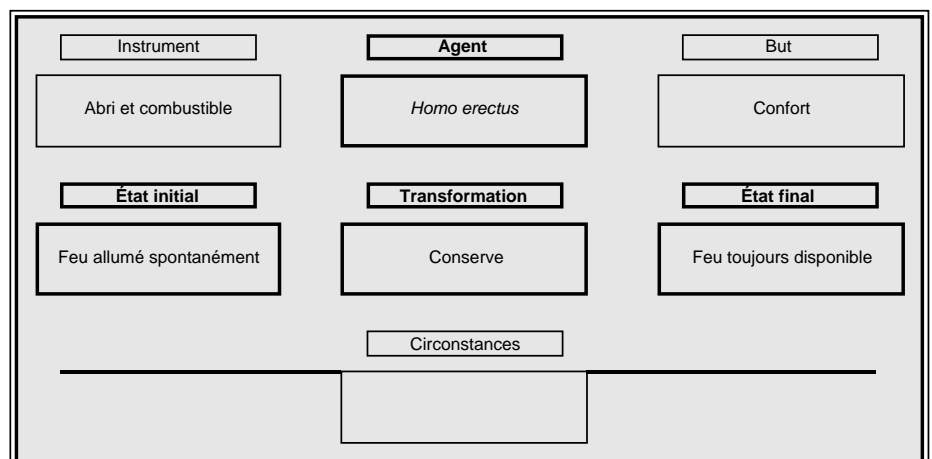 Instrument
Agent
But
Abri et combustible
Homo erectus
Confort
État initial
Transformation
État final
Feu allumé spontanément
Conserve
Feu toujours disponible
Circonstances